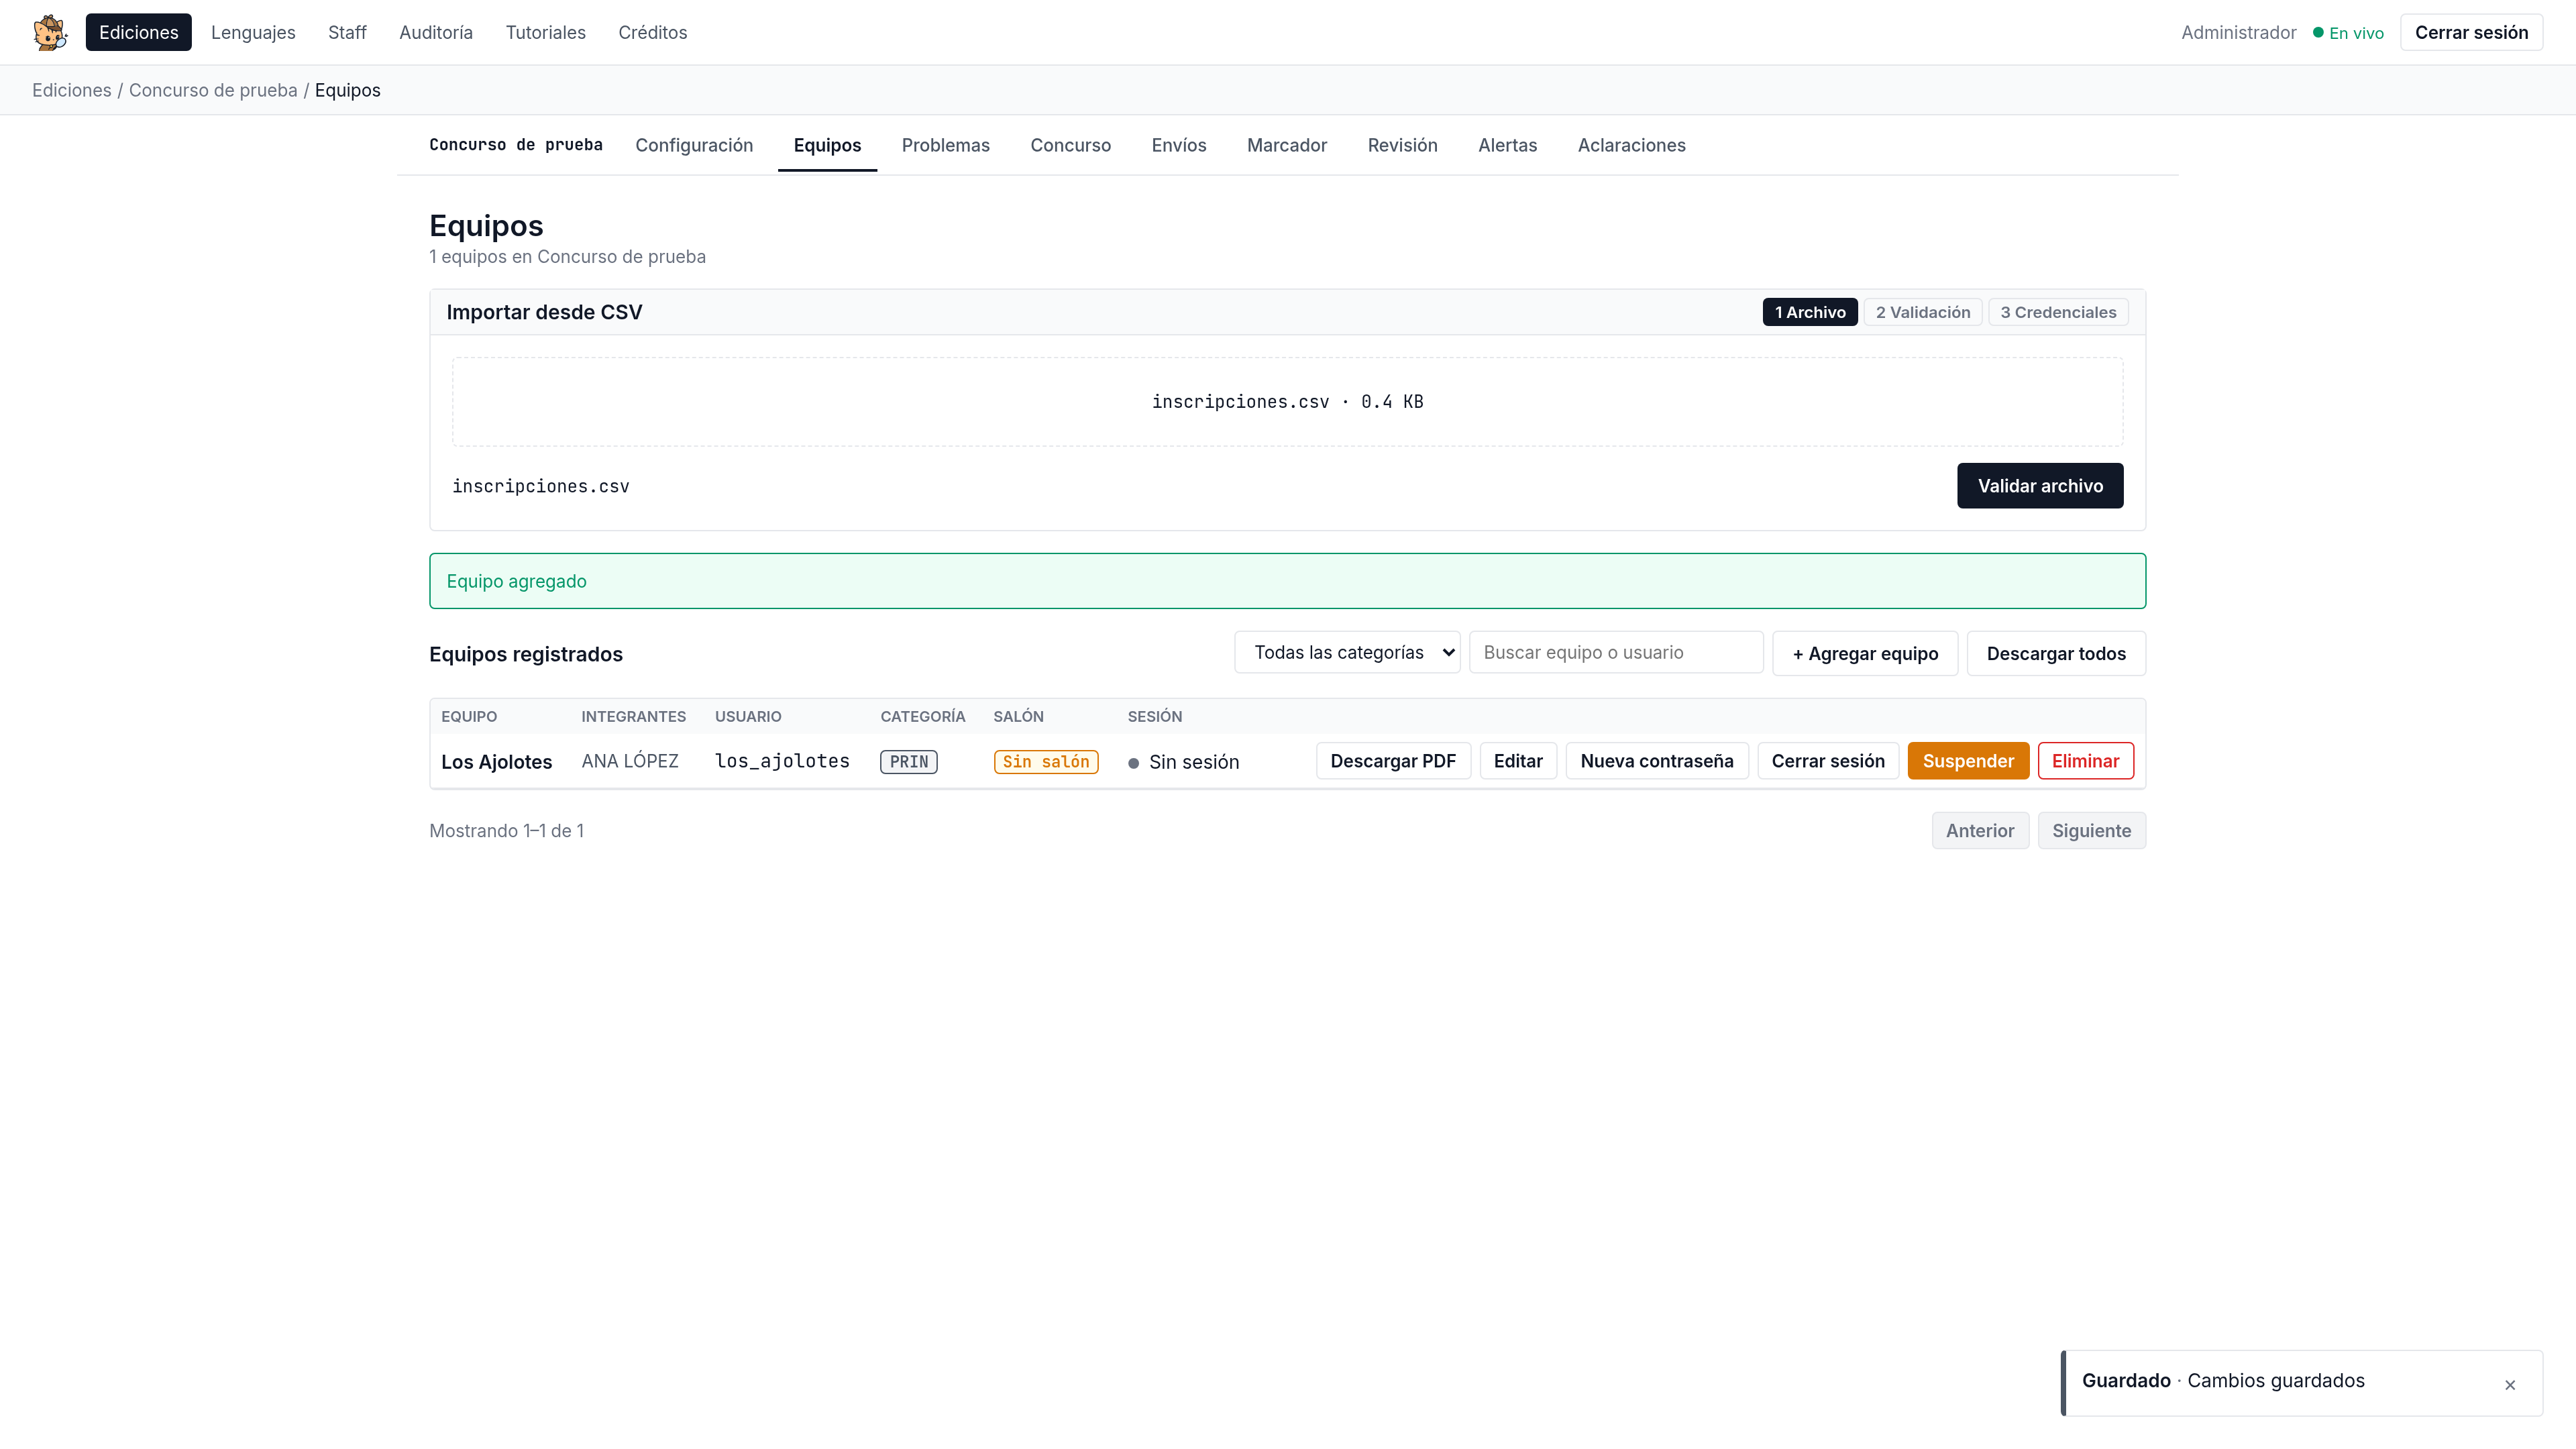 Ediciones Lenguajes Staff Auditoría Tutoriales Créditos Administrador En vivo Cerrar sesión
Ediciones / Concurso de prueba / Equipos
Concurso de prueba Configuración Equipos Problemas Concurso Envíos Marcador Revisión Alertas Aclaraciones
Equipos
1 equipos en Concurso de prueba
Importar desde CSV 1 Archivo 2 Validación 3 Credenciales
inscripciones.csv · 0.4 KB
inscripciones.csv Validar archivo
Equipo agregado
Equipos registrados Todas las categorías Buscar equipo o usuario + Agregar equipo Descargar todos
EQUIPO INTEGRANTES USUARIO CATEGORÍA SALÓN SESIÓN
Los Ajolotes ANA LÓPEZ los_ajolotes PRIN Sin salón Sin sesión Descargar PDF Editar Nueva contraseña Cerrar sesión Suspender Eliminar
Mostrando 1–1 de 1 Anterior Siguiente
Guardado · Cambios guardados ×